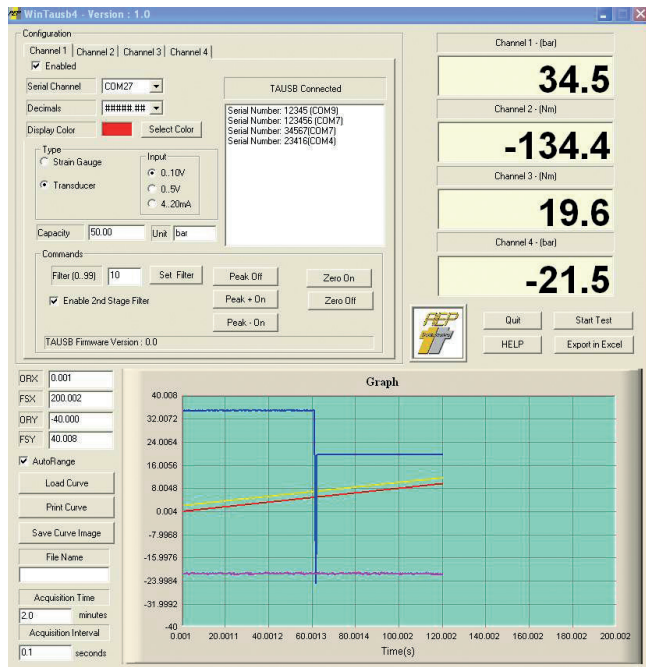 WinTausb4 - Version : 1.0
Configuration
Channel 1 Channel 2 Channel 3 Channel 4
Enabled
Serial Channel COM27
Decimals #####.##
Display Color Select Color
Type
Strain Gauge
Transducer
Input
0..10V
0..5V
4..20mA
Capacity 50.00 Unit bar
TAUSB Connected
Serial Number: 12345 (COM9)
Serial Number: 123456 (COM7)
Serial Number: 34567(COM7)
Serial Number: 23416(COM4)
Commands
Filter (0..99) 10 Set Filter
Enable 2nd Stage Filter
Peak Off
Peak + On
Peak - On
Zero On
Zero Off
TAUSB Firmware Version : 0.0
Channel 1 - (bar)
34.5
Channel 2 - (Nm)
-134.4
Channel 3 - (Nm)
19.6
Channel 4 - (bar)
-21.5
AEP
Quit Start Test
HELP Export in Excel
ORX 0.001
FSX 200.002
ORY -40.000
FSY 40.008
AutoRange
Load Curve
Print Curve
Save Curve Image
File Name
Acquisition Time
2.0 minutes
Acquisition Interval
0.1 seconds
Graph
40.008
32.0072
24.0064
16.0056
8.0048
0.004
-7.9968
-15.9976
-23.9984
-31.9992
-40
0.001 20.0011 40.0012 60.0013 80.0014 100.002 120.002 140.002 160.002 180.002 200.002
Time(s)